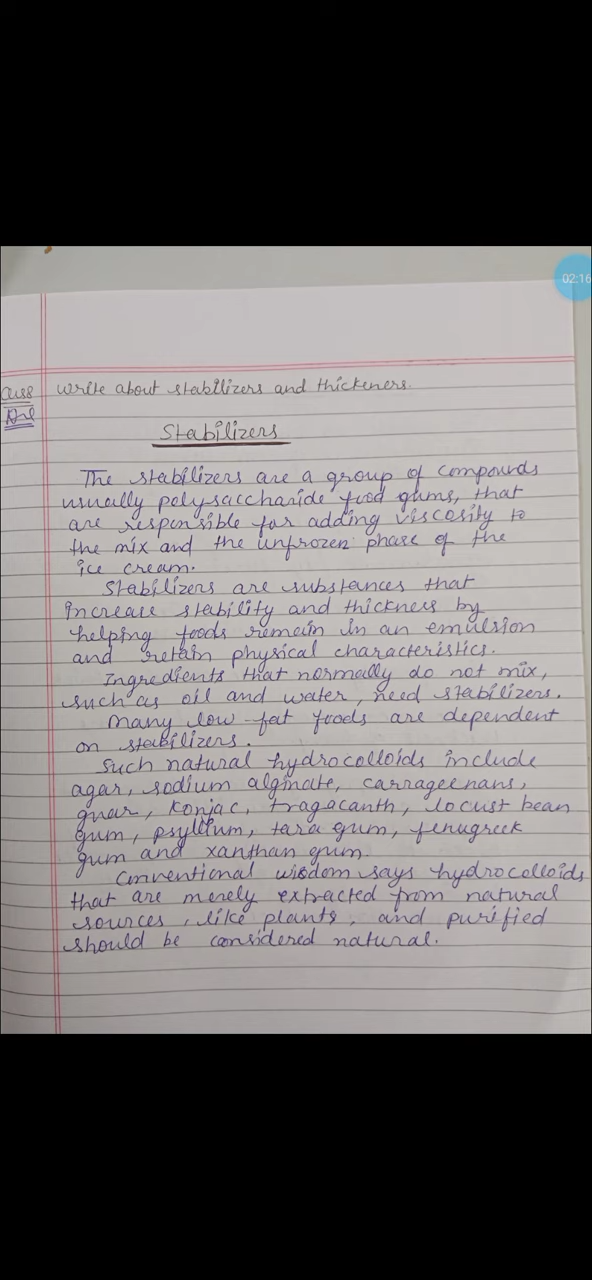 02:16
Ques8 write about stabilizers and thickeners.
Ans
Stabilizers
The stabilizers are a group of compounds
usually polysaccharide food gums, that
are responsible for adding viscosity to
the mix and the unfrozen phase of the
ice cream.
Stabilizers are substances that
increase stability and thickness by
helping foods remain in an emulsion
and retain physical characteristics.
Ingredients that normally do not mix,
such as oil and water, need stabilizers.
Many low-fat foods are dependent
on stabilizers.
Such natural hydrocolloids include
agar, sodium alginate, carrageenans,
guar, Konjac, tragacanth, locust bean
gum, psyllium, tara gum, fenugreek
gum and xanthan gum.
Conventional wisdom says hydrocolloids
that are merely extracted from natural
sources, like plants, and purified
should be considered natural.